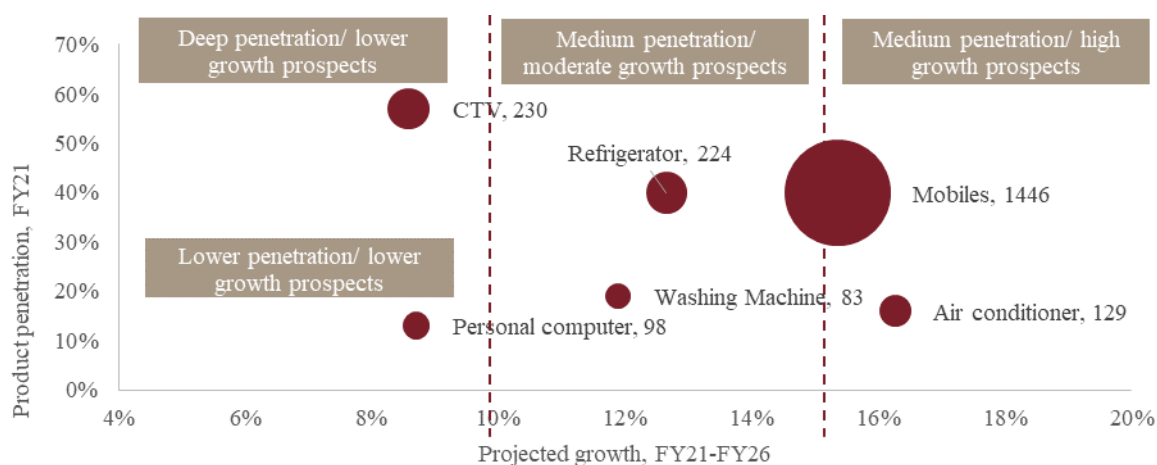 70%
60%
50%
40%
30%
20%
10%
0%
Product penetration, FY21
Deep penetration/ lower
growth prospects
Medium penetration/
moderate growth prospects
Medium penetration/ high
growth prospects
CTV, 230
Refrigerator, 224
Mobiles, 1446
Lower penetration/ lower
growth prospects
Washing Machine, 83
Air conditioner, 129
Personal computer, 98
4%
6%
8%
10%
12%
14%
16%
18%
20%
Projected growth, FY21-FY26